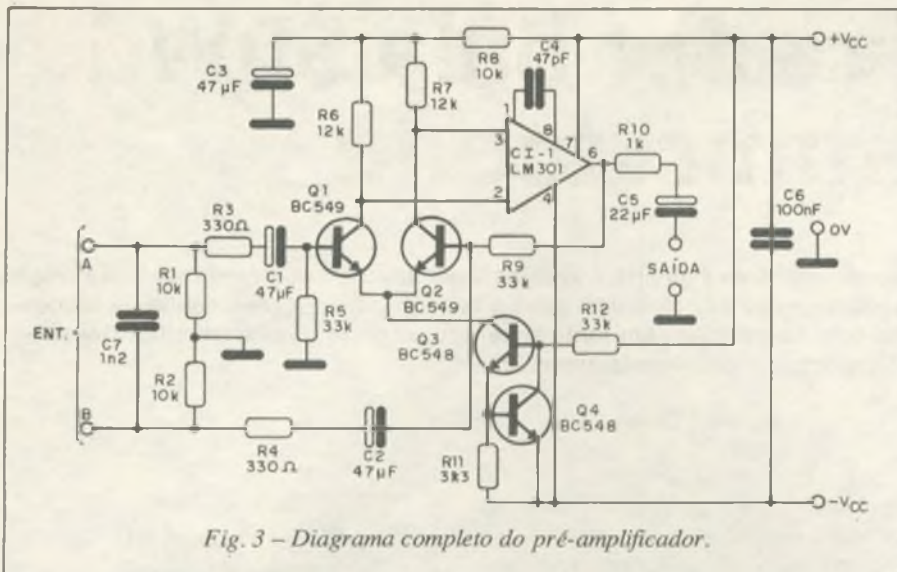 +VCC
C3
47µF
R8
10k
C4
47pF
R7
12k
R6
12k
1
8
7
3
6
CI-1
LM301
2
4
R10
1k
C5
22µF
C6
100nF
0V
SAÍDA
Q1
BC549
R3
330Ω
A
C1
47µF
R1
10k
R5
33k
Q2
BC549
R9
33k
R12
33k
ENT.
C7
1n2
R2
10k
Q3
BC548
Q4
BC548
B
R4
330Ω
C2
47µF
R11
3k3
-VCC
Fig. 3 – Diagrama completo do pré-amplificador.